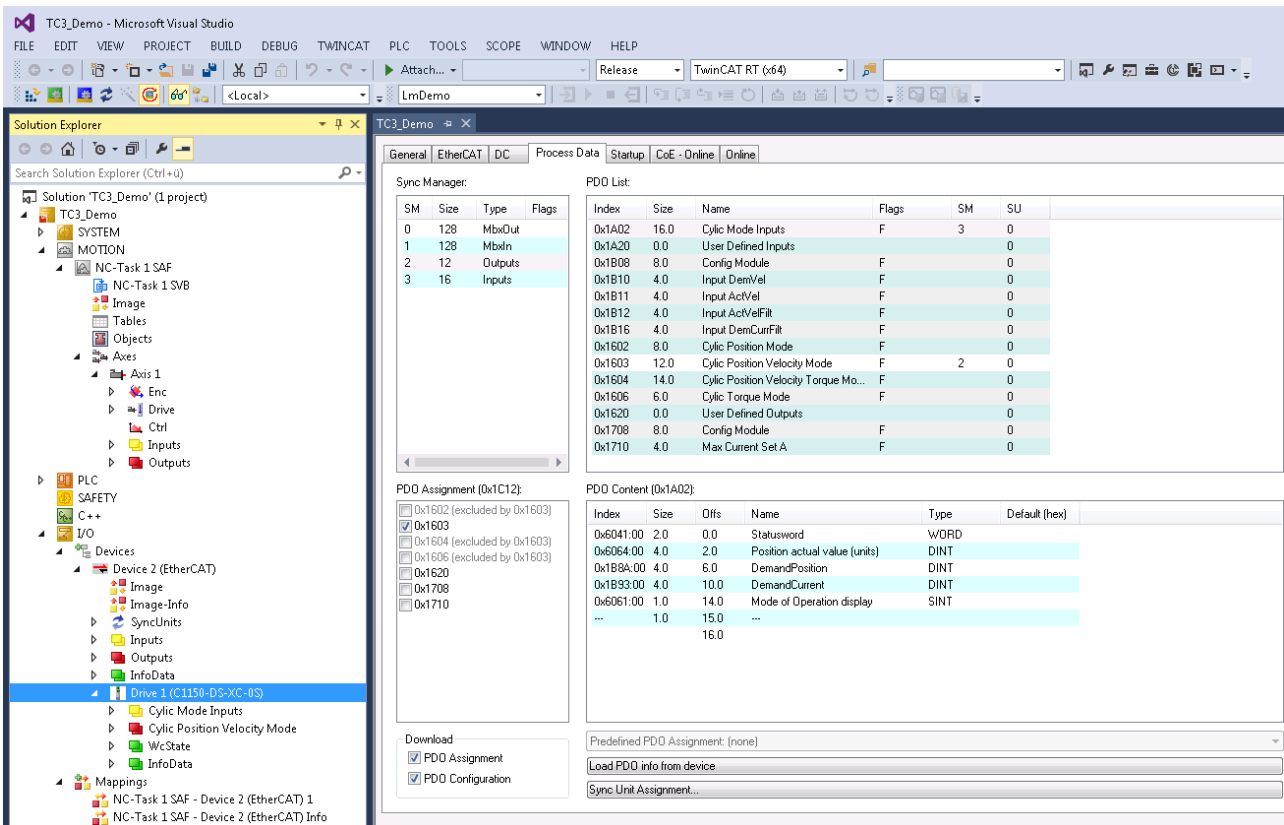 TC3_Demo - Microsoft Visual Studio
FILE EDIT VIEW PROJECT BUILD DEBUG TWINCAT PLC TOOLS SCOPE WINDOW HELP
Attach... Release TwinCAT RT (x64)
<Local> LmDemo
Solution Explorer
Search Solution Explorer (Ctrl+ü)
Solution 'TC3_Demo' (1 project)
TC3_Demo
SYSTEM
MOTION
NC-Task 1 SAF
NC-Task 1 SVB
Image
Tables
Objects
Axes
Axis 1
Enc
Drive
Ctrl
Inputs
Outputs
PLC
SAFETY
C++
I/O
Devices
Device 2 (EtherCAT)
Image
Image-Info
SyncUnits
Inputs
Outputs
InfoData
Drive 1 (C1150-DS-XC-0S)
Cylic Mode Inputs
Cylic Position Velocity Mode
WcState
InfoData
Mappings
NC-Task 1 SAF - Device 2 (EtherCAT) 1
NC-Task 1 SAF - Device 2 (EtherCAT) Info
TC3_Demo
General EtherCAT DC Process Data Startup CoE - Online Online
Sync Manager:
SM Size Type Flags
0 128 MbxOut
1 128 MbxIn
2 12 Outputs
3 16 Inputs
PDO List:
Index Size Name Flags SM SU
0x1A02 16.0 Cylic Mode Inputs F 3 0
0x1A20 0.0 User Defined Inputs 0
0x1B08 8.0 Config Module F 0
0x1B10 4.0 Input DemVel F 0
0x1B11 4.0 Input ActVel F 0
0x1B12 4.0 Input ActVelFilt F 0
0x1B16 4.0 Input DemCurrFilt F 0
0x1602 8.0 Cylic Position Mode F 0
0x1603 12.0 Cylic Position Velocity Mode F 2 0
0x1604 14.0 Cylic Position Velocity Torque Mo... F 0
0x1606 6.0 Cylic Torque Mode F 0
0x1620 0.0 User Defined Outputs 0
0x1708 8.0 Config Module F 0
0x1710 4.0 Max Current Set A F 0
PDO Assignment (0x1C12):
0x1602 (excluded by 0x1603)
0x1603
0x1604 (excluded by 0x1603)
0x1606 (excluded by 0x1603)
0x1620
0x1708
0x1710
PDO Content (0x1A02):
Index Size Offs Name Type Default (hex)
0x6041:00 2.0 0.0 Statusword WORD
0x6064:00 4.0 2.0 Position actual value (units) DINT
0x1B8A:00 4.0 6.0 DemandPosition DINT
0x1B93:00 4.0 10.0 DemandCurrent DINT
0x6061:00 1.0 14.0 Mode of Operation display SINT
--- 1.0 15.0 ---
16.0
Download
PDO Assignment
PDO Configuration
Predefined PDO Assignment: (none)
Load PDO info from device
Sync Unit Assignment...